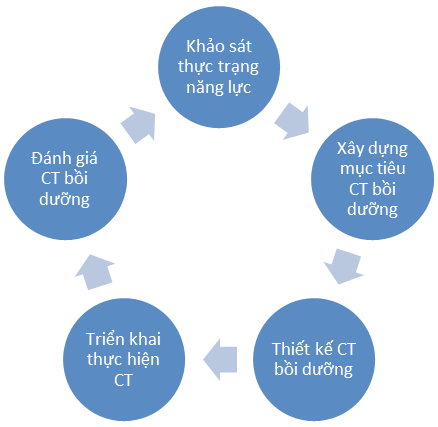 Khảo sát
thực trạng
năng lực
Xây dựng
mục tiêu
CT bồi
dưỡng
Thiết kế CT
bồi dưỡng
Triển khai
thực hiện
CT
Đánh giá
CT bồi
dưỡng